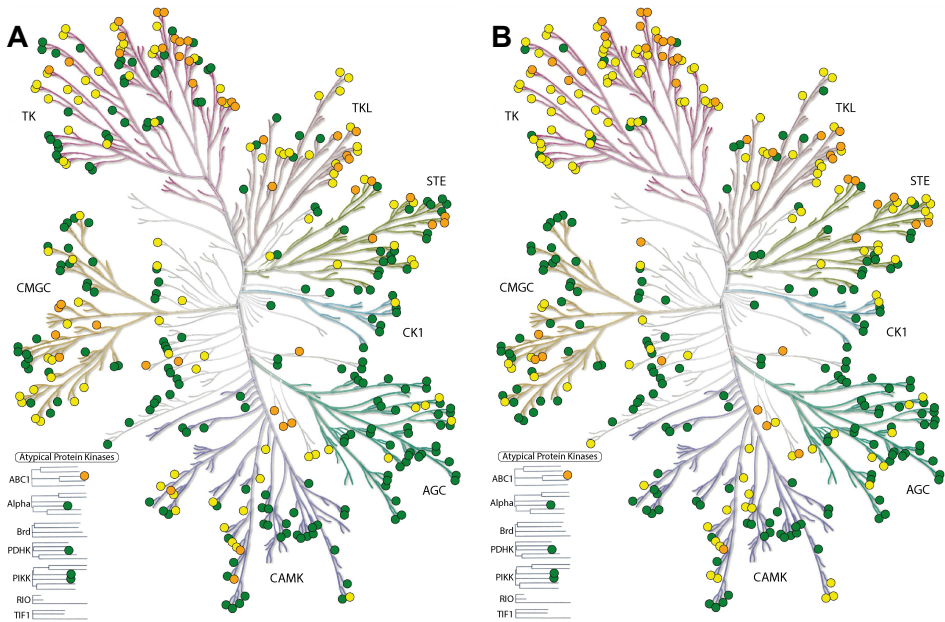 A
TK
TKL
STE
CMGC
CK1
AGC
CAMK
Atypical Protein Kinases
ABC1
Alpha
Brd
PDHK
PIKK
RIO
TIF1
B
TK
TKL
STE
CMGC
CK1
AGC
CAMK
Atypical Protein Kinases
ABC1
Alpha
Brd
PDHK
PIKK
RIO
TIF1